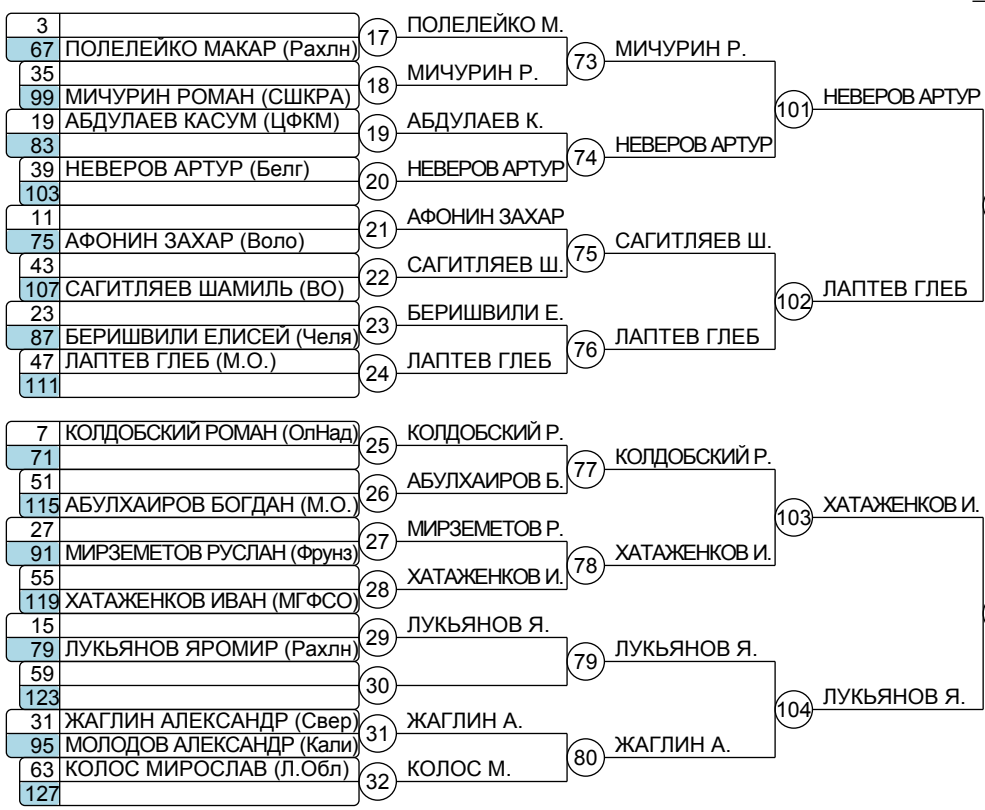 3
17 ПОЛЕЛЕЙКО М.
67 ПОЛЕЛЕЙКО МАКАР (Рахлн)
73 МИЧУРИН Р.
35
18 МИЧУРИН Р.
99 МИЧУРИН РОМАН (СШКРА)
101 НЕВЕРОВ АРТУР
19 АБДУЛАЕВ КАСУМ (ЦФКМ)
19 АБДУЛАЕВ К.
83
74 НЕВЕРОВ АРТУР
39 НЕВЕРОВ АРТУР (Белг)
20 НЕВЕРОВ АРТУР
103
11
21 АФОНИН ЗАХАР
75 АФОНИН ЗАХАР (Воло)
75 САГИТЛЯЕВ Ш.
43
22 САГИТЛЯЕВ Ш.
107 САГИТЛЯЕВ ШАМИЛЬ (ВО)
102 ЛАПТЕВ ГЛЕБ
23
23 БЕРИШВИЛИ Е.
87 БЕРИШВИЛИ ЕЛИСЕЙ (Челя)
76 ЛАПТЕВ ГЛЕБ
47 ЛАПТЕВ ГЛЕБ (М.О.)
24 ЛАПТЕВ ГЛЕБ
111
7 КОЛДОБСКИЙ РОМАН (ОлНад)
25 КОЛДОБСКИЙ Р.
71
77 КОЛДОБСКИЙ Р.
51
26 АБУЛХАИРОВ Б.
115 АБУЛХАИРОВ БОГДАН (М.О.)
103 ХАТАЖЕНКОВ И.
27
27 МИРЗЕМЕТОВ Р.
91 МИРЗЕМЕТОВ РУСЛАН (Фрунз)
78 ХАТАЖЕНКОВ И.
55
28 ХАТАЖЕНКОВ И.
119 ХАТАЖЕНКОВ ИВАН (МГФСО)
15
29 ЛУКЬЯНОВ Я.
79 ЛУКЬЯНОВ ЯРОМИР (Рахлн)
79 ЛУКЬЯНОВ Я.
59
30
123
104 ЛУКЬЯНОВ Я.
31 ЖАГЛИН АЛЕКСАНДР (Свер)
31 ЖАГЛИН А.
95 МОЛОДОВ АЛЕКСАНДР (Кали)
80 ЖАГЛИН А.
63 КОЛОС МИРОСЛАВ (Л.Обл)
32 КОЛОС М.
127